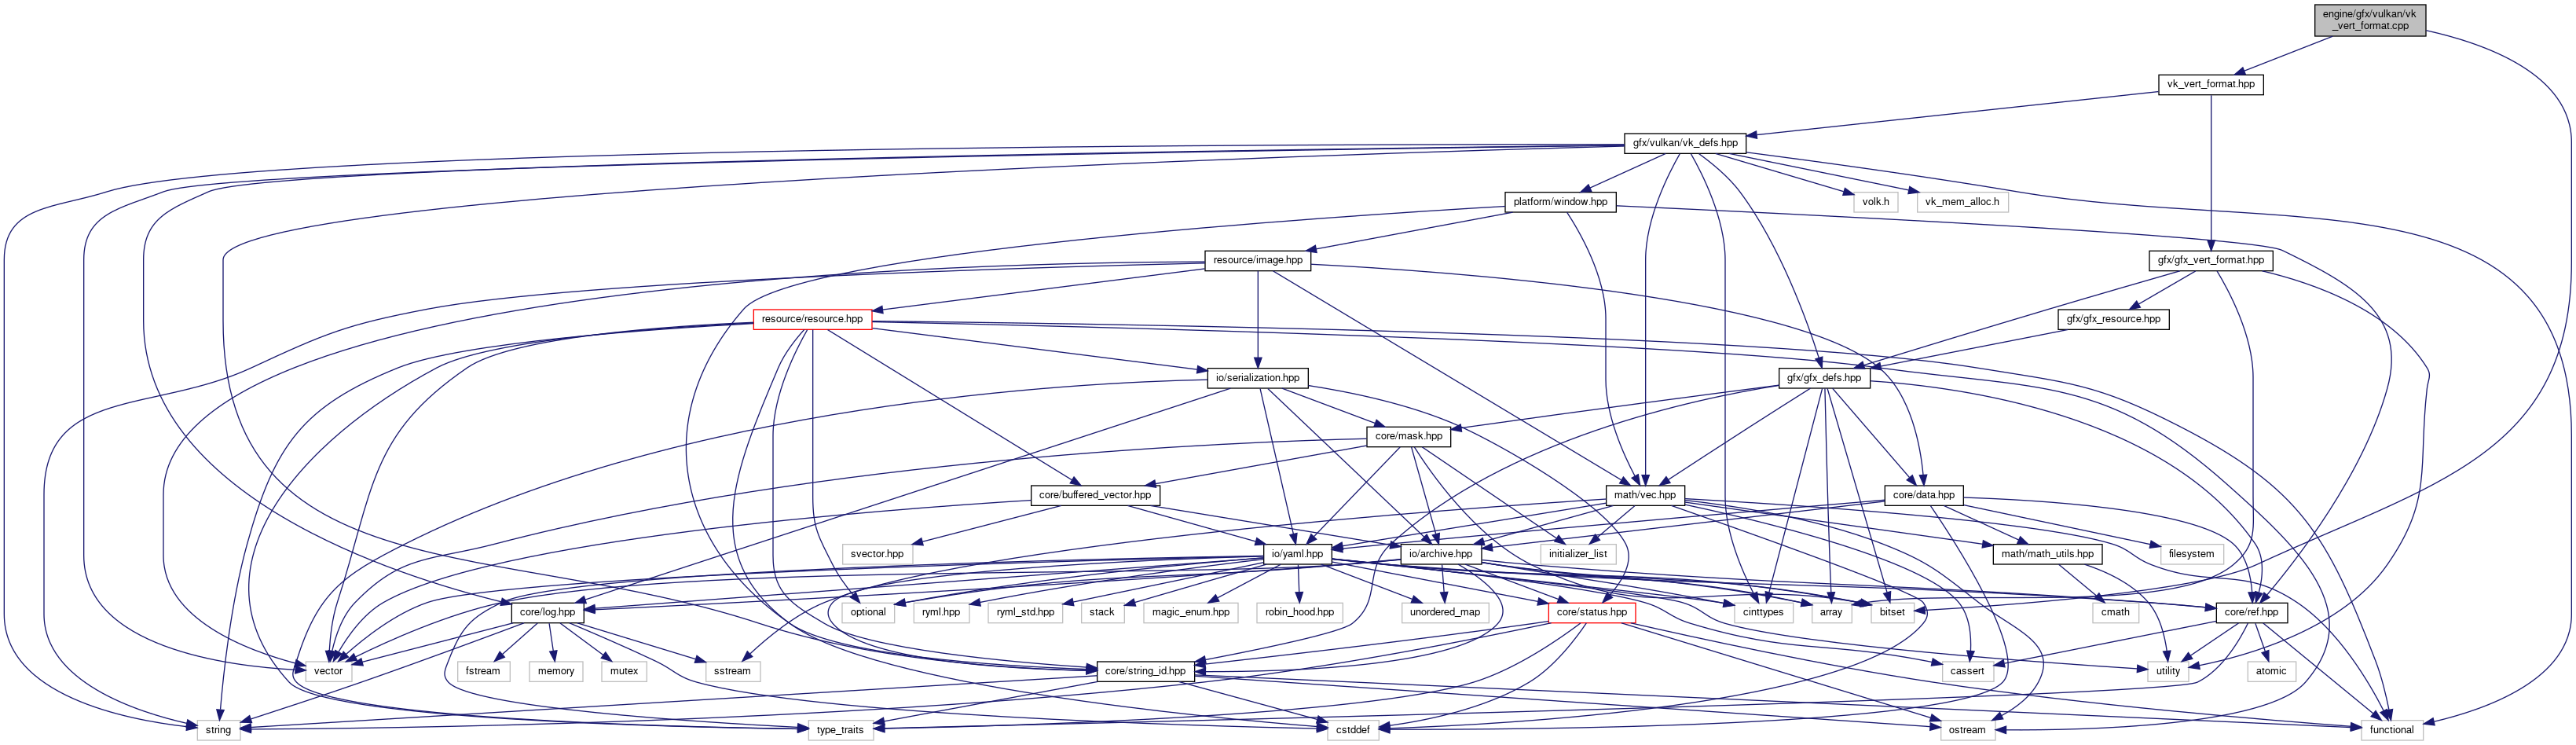 engine/gfx/vulkan/vk
_vert_format.cpp
vk_vert_format.hpp
gfx/vulkan/vk_defs.hpp
platform/window.hpp
volk.h
vk_mem_alloc.h
resource/image.hpp
gfx/gfx_vert_format.hpp
resource/resource.hpp
gfx/gfx_resource.hpp
io/serialization.hpp
gfx/gfx_defs.hpp
core/mask.hpp
core/buffered_vector.hpp
math/vec.hpp
core/data.hpp
svector.hpp
io/yaml.hpp
io/archive.hpp
initializer_list
math/math_utils.hpp
filesystem
core/log.hpp
optional
ryml.hpp
ryml_std.hpp
stack
magic_enum.hpp
robin_hood.hpp
unordered_map
core/status.hpp
cinttypes
array
bitset
cmath
core/ref.hpp
vector
fstream
memory
mutex
sstream
core/string_id.hpp
cassert
utility
atomic
string
type_traits
cstddef
ostream
functional